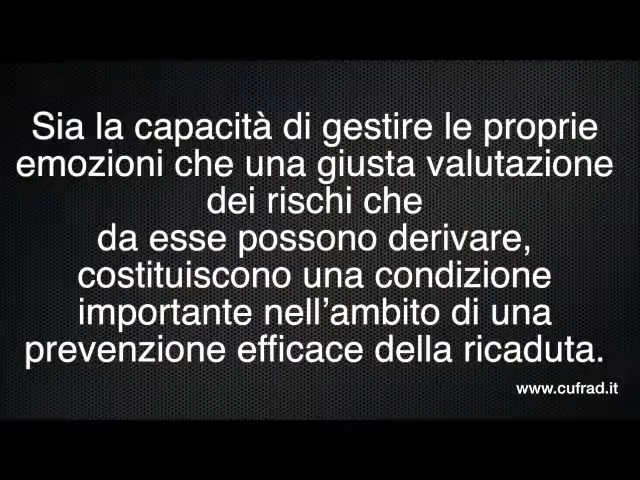 Sia la capacità di gestire le proprie
emozioni che una giusta valutazione
dei rischi che
da esse possono derivare,
costituiscono una condizione
importante nell’ambito di una
prevenzione efficace della ricaduta.
www.cufrad.it